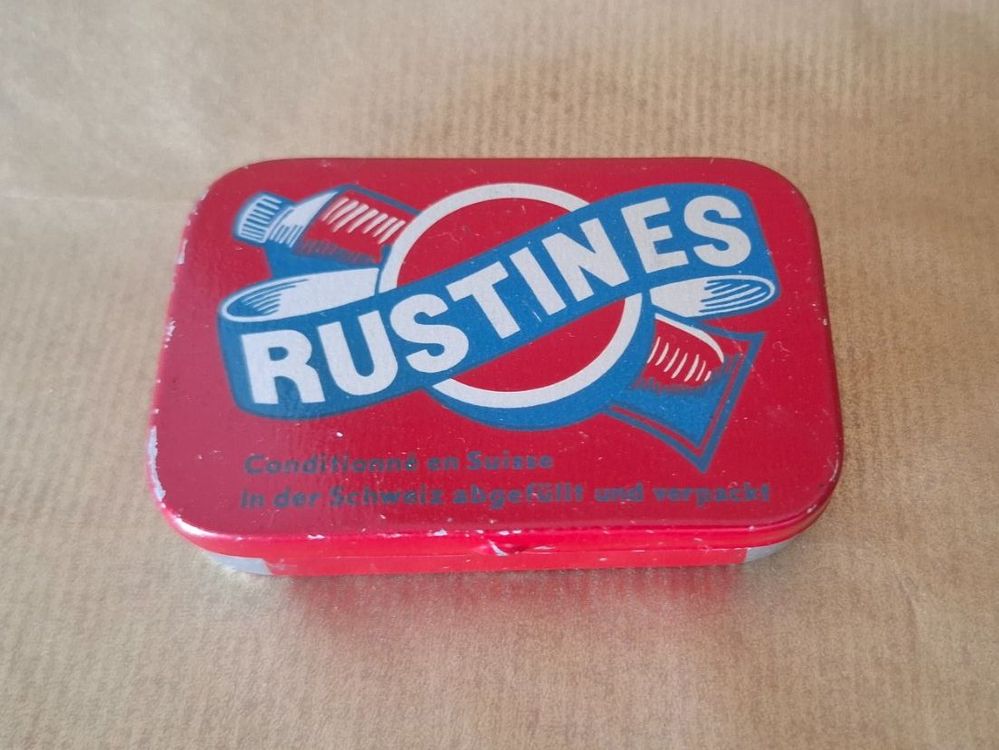 RUSTINES
Conditionné en Suisse
In der Schweiz abgefüllt und verpackt